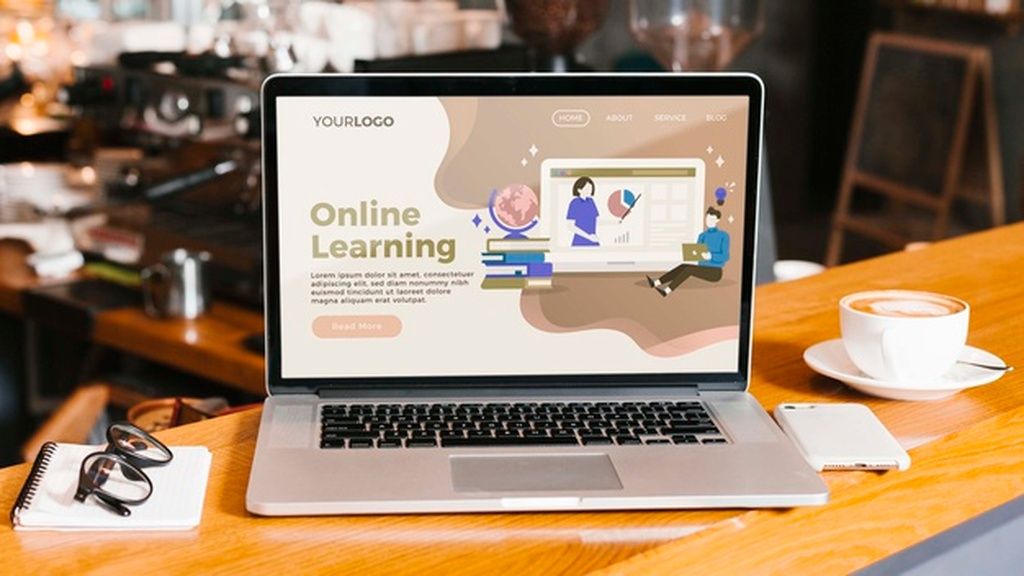 YOURLOGO
HOME ABOUT SERVICE BLOG
Online
Learning
Lorem ipsum dolor sit amet, consectetuer
adipiscing elit, sed diam nonummy nibh
euismod tincidunt ut laoreet dolore
magna aliquam erat volutpat.
Read More